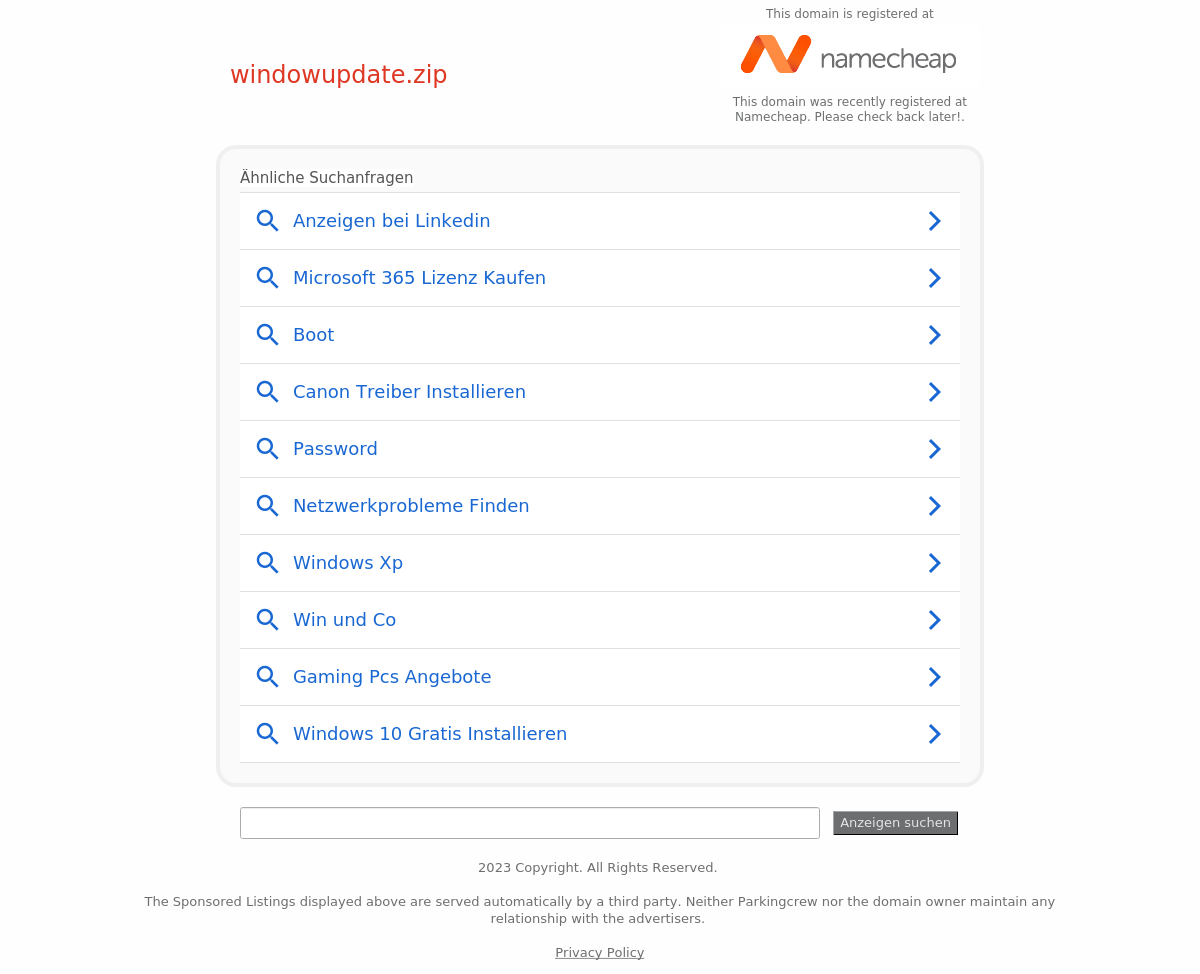 This domain is registered at
namecheap
windowupdate.zip
This domain was recently registered at
Namecheap. Please check back later!.
Ähnliche Suchanfragen
Anzeigen bei Linkedin
Microsoft 365 Lizenz Kaufen
Boot
Canon Treiber Installieren
Password
Netzwerkprobleme Finden
Windows Xp
Win und Co
Gaming Pcs Angebote
Windows 10 Gratis Installieren
Anzeigen suchen
2023 Copyright. All Rights Reserved.
The Sponsored Listings displayed above are served automatically by a third party. Neither Parkingcrew nor the domain owner maintain any
relationship with the advertisers.
Privacy Policy